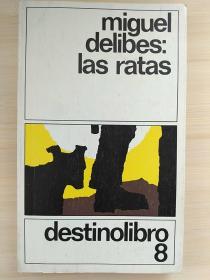 miguel
delibes:
las ratas
destinolibro
8